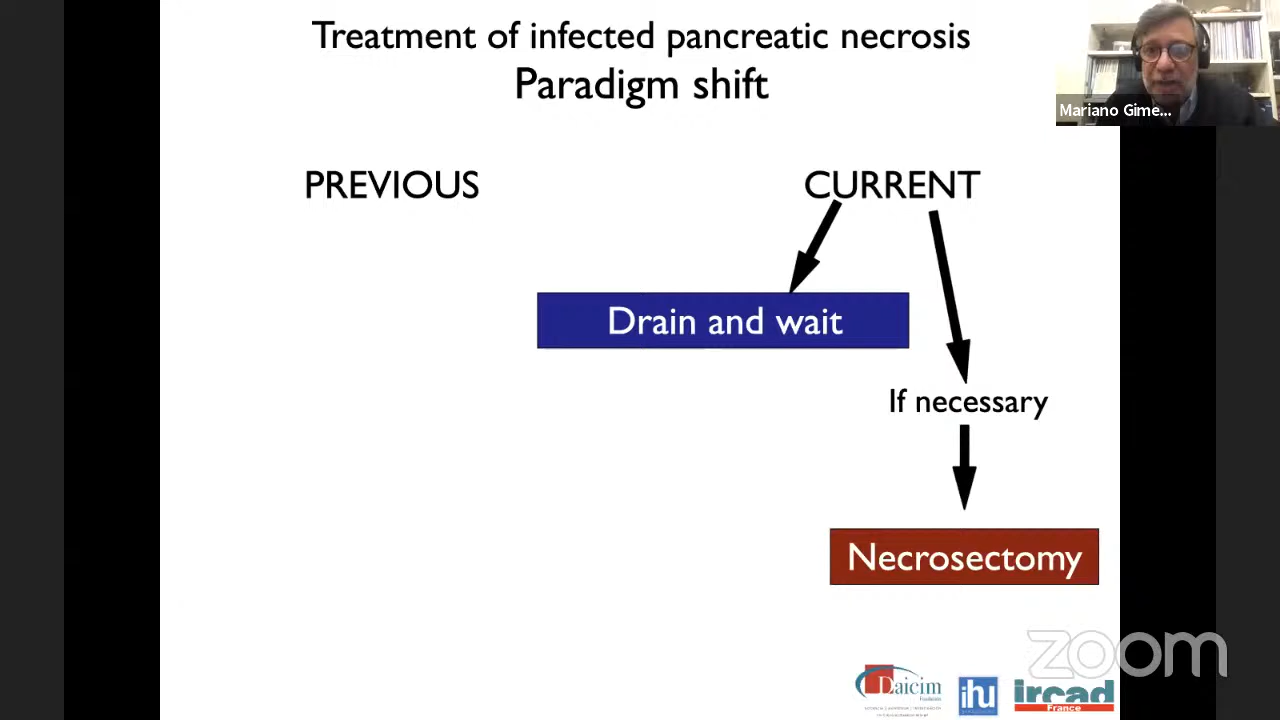 Treatment of infected pancreatic necrosis
Paradigm shift
Mariano Gime...
PREVIOUS
CURRENT
Drain and wait
If necessary
Necrosectomy
zoom
Daicim
ihu
ircad
France